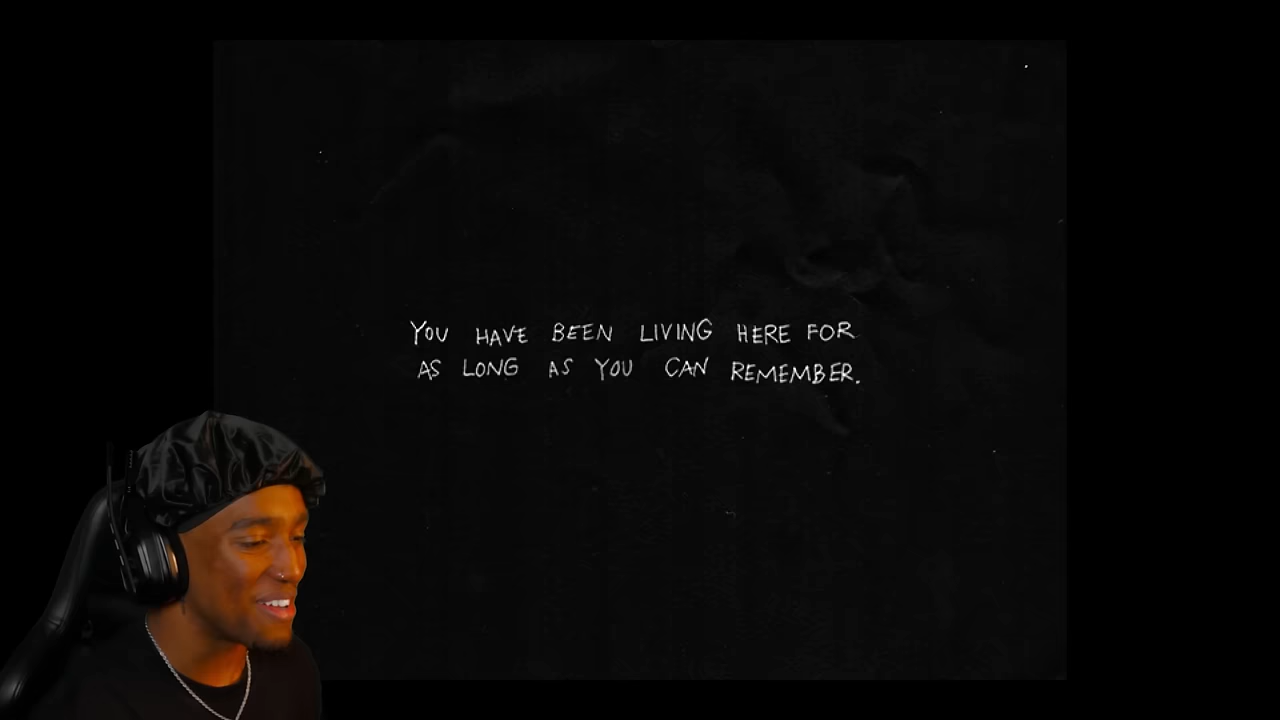 YOU HAVE BEEN LIVING HERE FOR
AS LONG AS YOU CAN REMEMBER.